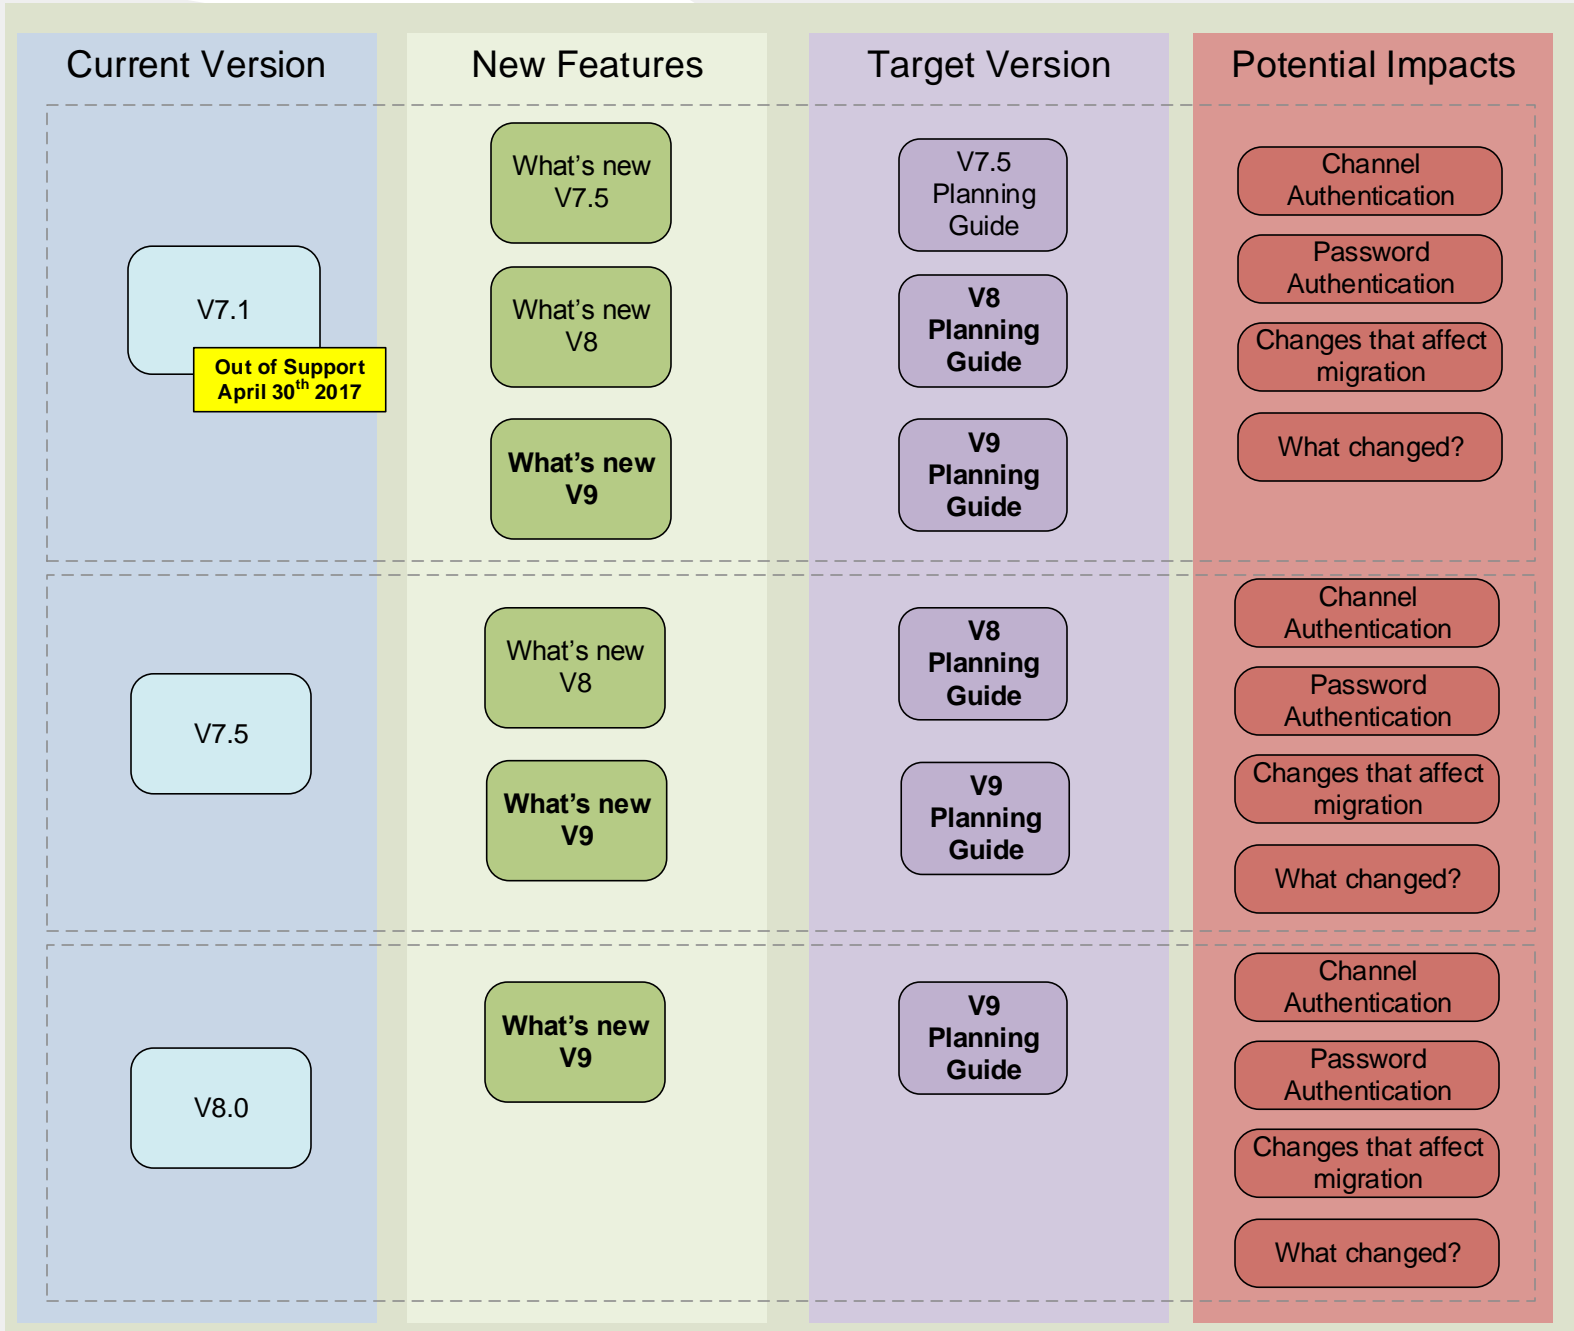 Current Version
New Features
Target Version
Potential Impacts
V7.1
Out of Support
April 30th 2017
What's new
V7.5
What's new
V8
What's new
V9
V7.5
Planning
Guide
V8
Planning
Guide
V9
Planning
Guide
Channel
Authentication
Password
Authentication
Changes that affect
migration
What changed?
V7.5
What's new
V8
What's new
V9
V8
Planning
Guide
V9
Planning
Guide
Channel
Authentication
Password
Authentication
Changes that affect
migration
What changed?
V8.0
What's new
V9
V9
Planning
Guide
Channel
Authentication
Password
Authentication
Changes that affect
migration
What changed?